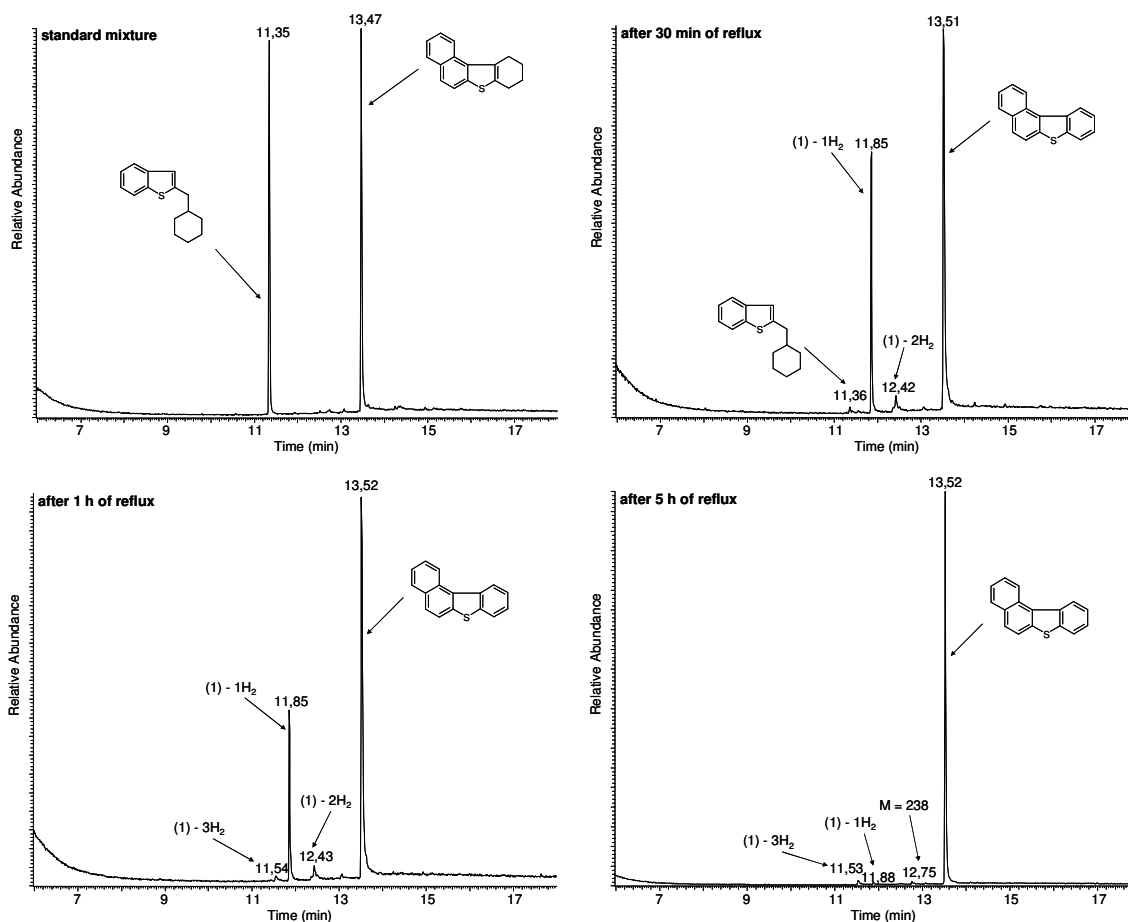 standard mixture
11,35
13,47
S
S
Relative Abundance
7
9
11
13
15
17
Time (min)
after 30 min of reflux
13,51
(1) - 1H2
11,85
S
S
(1) - 2H2
11,36
12,42
Relative Abundance
7
9
11
13
15
17
Time (min)
after 1 h of reflux
13,52
S
(1) - 1H2
11,85
(1) - 2H2
(1) - 3H2
11,54
12,43
Relative Abundance
7
9
11
13
15
17
Time (min)
after 5 h of reflux
13,52
S
M = 238
(1) - 1H2
(1) - 3H2
11,53
11,88
12,75
Relative Abundance
7
9
11
13
15
17
Time (min)